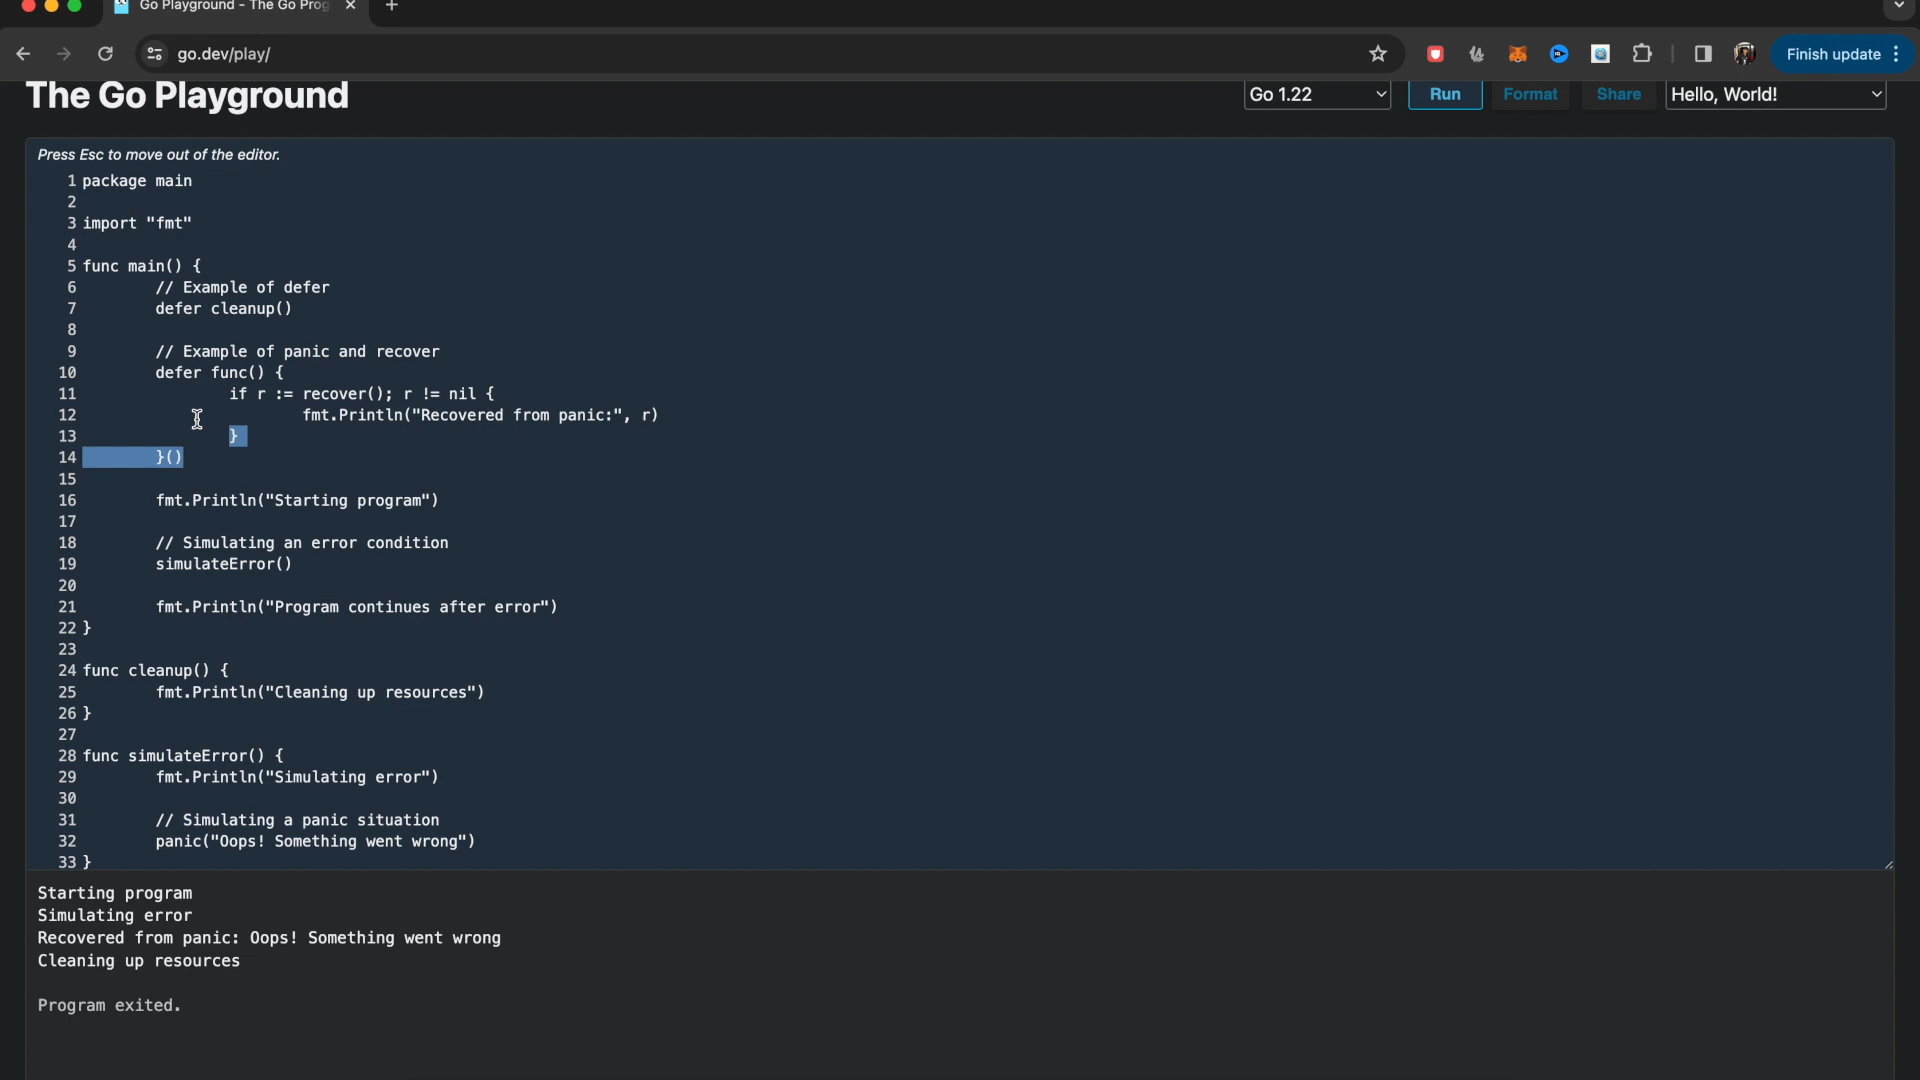 Go Playground - The Go Prog
go.dev/play/
Finish update
The Go Playground
Go 1.22
Run
Format
Share
Hello, World!
Press Esc to move out of the editor.
1 package main
2
3 import "fmt"
4
5 func main() {
6 // Example of defer
7 defer cleanup()
8
9 // Example of panic and recover
10 defer func() {
11 if r := recover(); r != nil {
12 fmt.Println("Recovered from panic:", r)
13 }
14 }()
15
16 fmt.Println("Starting program")
17
18 // Simulating an error condition
19 simulateError()
20
21 fmt.Println("Program continues after error")
22 }
23
24 func cleanup() {
25 fmt.Println("Cleaning up resources")
26 }
27
28 func simulateError() {
29 fmt.Println("Simulating error")
30
31 // Simulating a panic situation
32 panic("Oops! Something went wrong")
33 }
Starting program
Simulating error
Recovered from panic: Oops! Something went wrong
Cleaning up resources
Program exited.